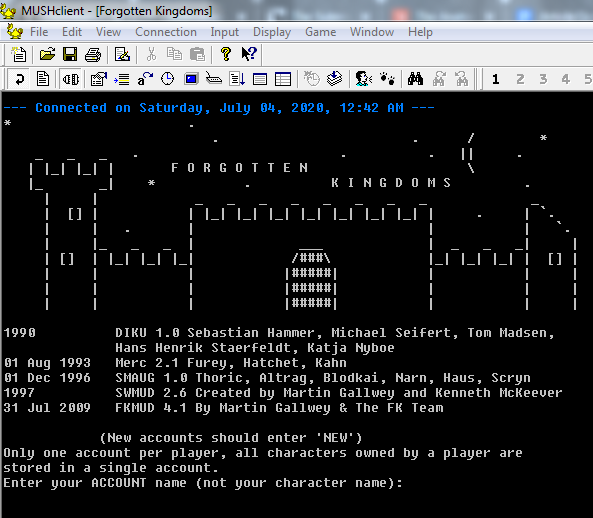 MUSHclient - [Forgotten Kingdoms]
File Edit View Connection Input Display Game Window Help
1 2 3 4 5
--- Connected on Saturday, July 04, 2020, 12:42 AM ---
F O R G O T T E N
K I N G D O M S
1990 DIKU 1.0 Sebastian Hammer, Michael Seifert, Tom Madsen,
Hans Henrik Staerfeldt, Katja Nyboe
01 Aug 1993 Merc 2.1 Furey, Hatchet, Kahn
01 Dec 1996 SMAUG 1.0 Thoric, Altrag, Blodkai, Narn, Haus, Scryn
1997 SWMUD 2.6 Created by Martin Gallwey and Kenneth McKeever
31 Jul 2009 FKMUD 4.1 By Martin Gallwey & The FK Team
(New accounts should enter 'NEW')
Only one account per player, all characters owned by a player are
stored in a single account.
Enter your ACCOUNT name (not your character name):